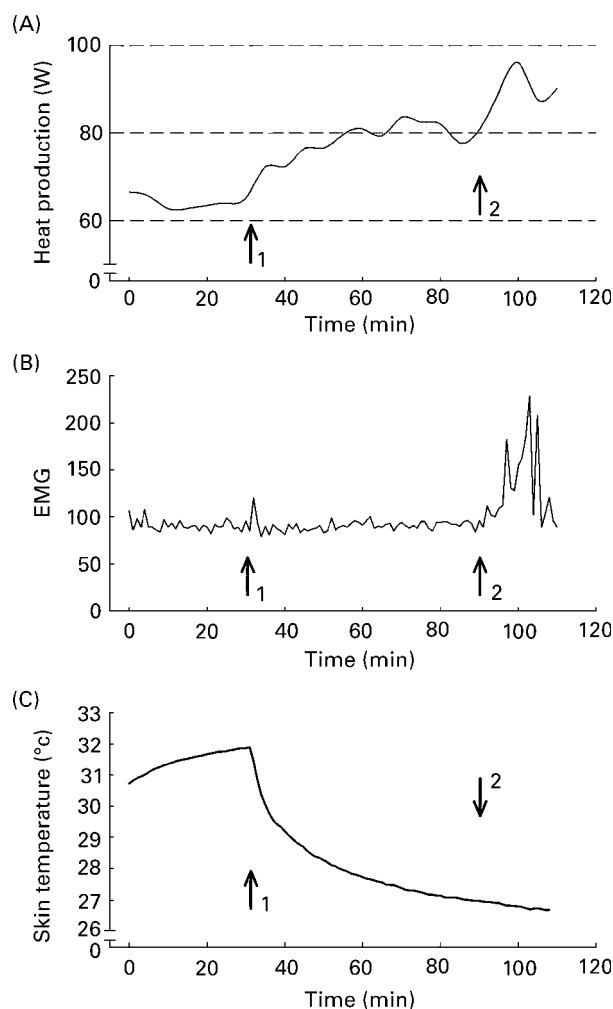 (A)
Heat production (W)
100
80
60
0
1
2
0 20 40 60 80 100 120
Time (min)
(B)
EMG
250
200
150
100
50
0
1
2
0 20 40 60 80 100 120
Time (min)
(C)
Skin temperature (°c)
33
32
31
30
29
28
27
26
0
2
1
0 20 40 60 80 100 120
Time (min)